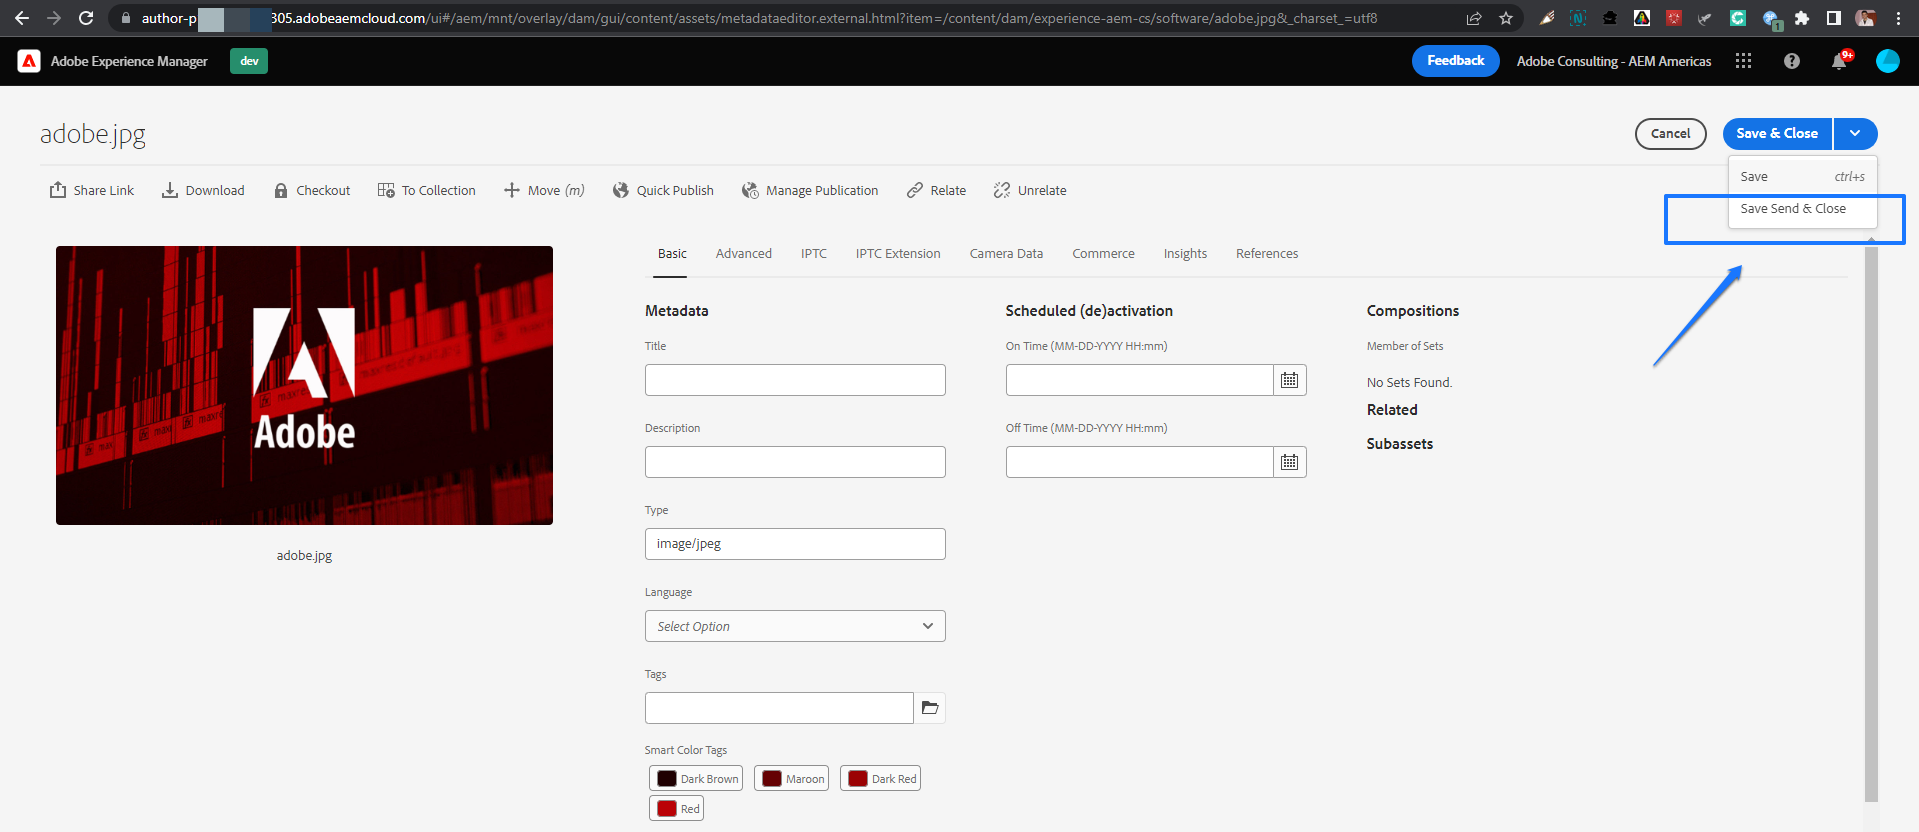 author-p 305.adobeaemcloud.com/ui#/aem/mnt/overlay/dam/gui/content/assets/metadataeditor.external.html?item=/content/dam/experience-aem-cs/software/adobe.jpg&_charset_=utf8
1
Adobe Experience Manager dev Feedback Adobe Consulting - AEM Americas 9+
adobe.jpg Cancel Save & Close
Save ctrl+s
Save Send & Close
Share Link Download Checkout To Collection Move (m) Quick Publish Manage Publication Relate Unrelate
Basic Advanced IPTC IPTC Extension Camera Data Commerce Insights References
Adobe
adobe.jpg
Metadata
Title
Description
Type
image/jpeg
Language
Select Option
Tags
Smart Color Tags
Dark Brown Maroon Dark Red
Red
Scheduled (de)activation
On Time (MM-DD-YYYY HH:mm)
Off Time (MM-DD-YYYY HH:mm)
Compositions
Member of Sets
No Sets Found.
Related
Subassets